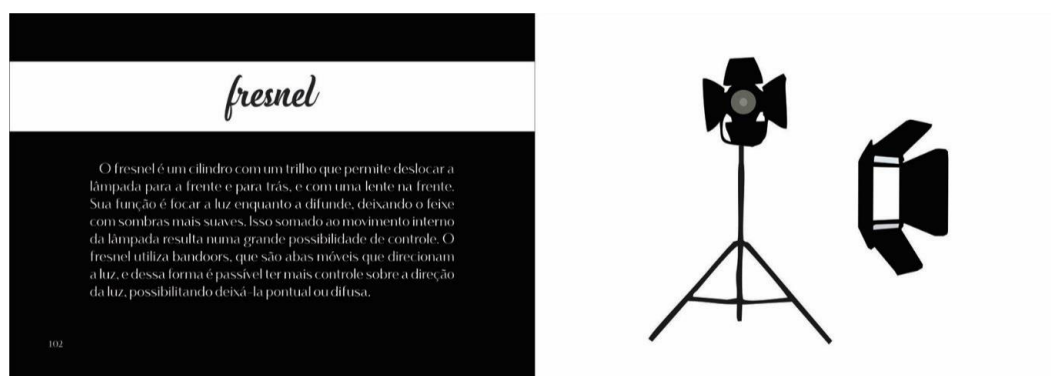 fresnel
O fresnel é um cilindro com um trilho que permite deslocar a
lâmpada para a frente e para trás, e com uma lente na frente.
Sua função é focar a luz enquanto a difunde, deixando o feixe
com sombras mais suaves. Isso somado ao movimento interno
da lâmpada resulta numa grande possibilidade de controle. O
fresnel utiliza bandoors, que são abas móveis que direcionam
a luz, e dessa forma é passível ter mais controle sobre a direção
da luz, possibilitando deixá-la pontual ou difusa.
102